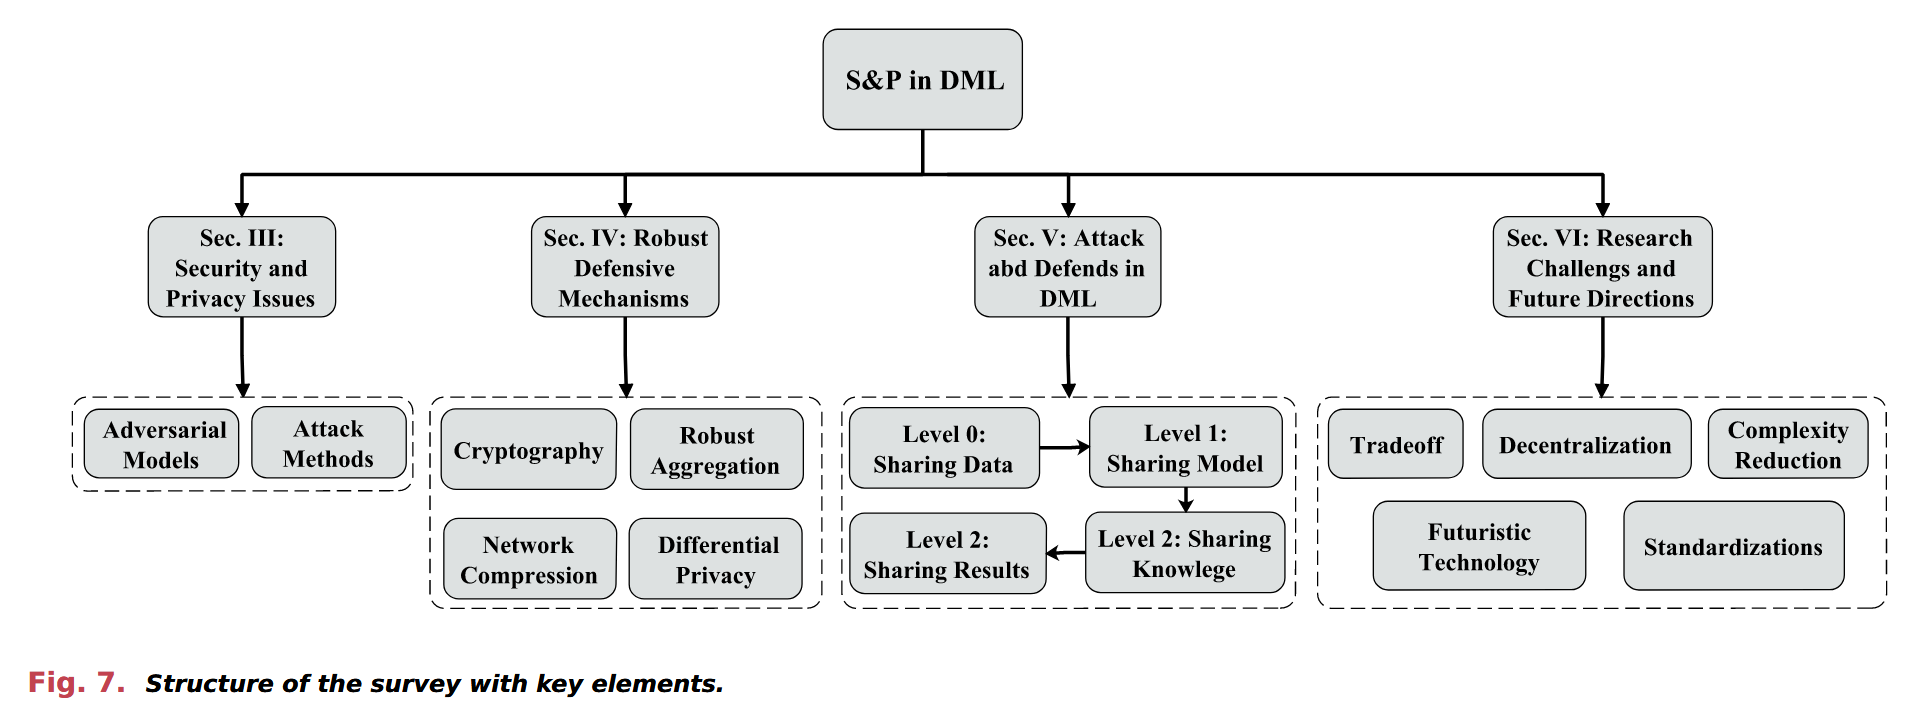 S&P in DML
Sec. III:
Security and
Privacy Issues
Sec. IV: Robust
Defensive
Mechanisms
Sec. V: Attack
abd Defends in
DML
Sec. VI: Research
Challengs and
Future Directions
Adversarial
Models
Attack
Methods
Cryptography
Robust
Aggregation
Network
Compression
Differential
Privacy
Level 0:
Sharing Data
Level 1:
Sharing Model
Level 2: Sharing
Knowlege
Level 2:
Sharing Results
Tradeoff
Decentralization
Complexity
Reduction
Futuristic
Technology
Standardizations
Fig. 7. Structure of the survey with key elements.